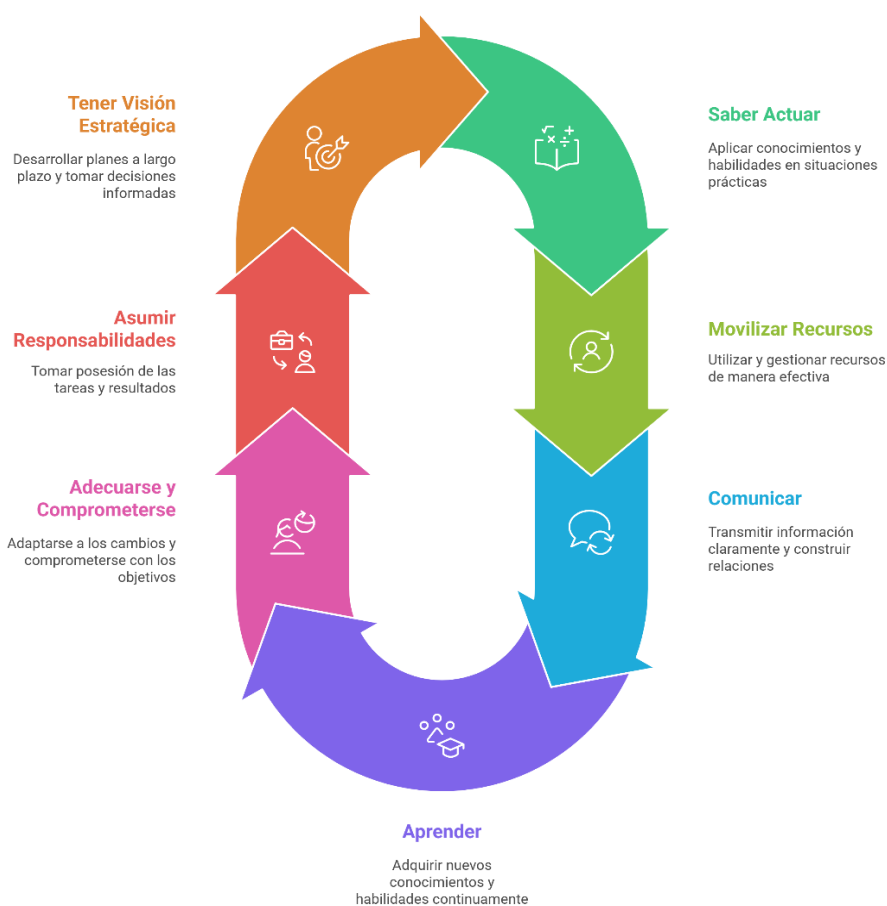 Tener Visión
Estratégica
Desarrollar planes a largo
plazo y tomar decisiones
informadas
Saber Actuar
Aplicar conocimientos y
habilidades en situaciones
prácticas
Asumir
Responsabilidades
Tomar posesión de las
tareas y resultados
Movilizar Recursos
Utilizar y gestionar recursos
de manera efectiva
Adecuarse y
Comprometerse
Adaptarse a los cambios y
comprometerse con los
objetivos
Comunicar
Transmitir información
claramente y construir
relaciones
Aprender
Adquirir nuevos
conocimientos y
habilidades continuamente